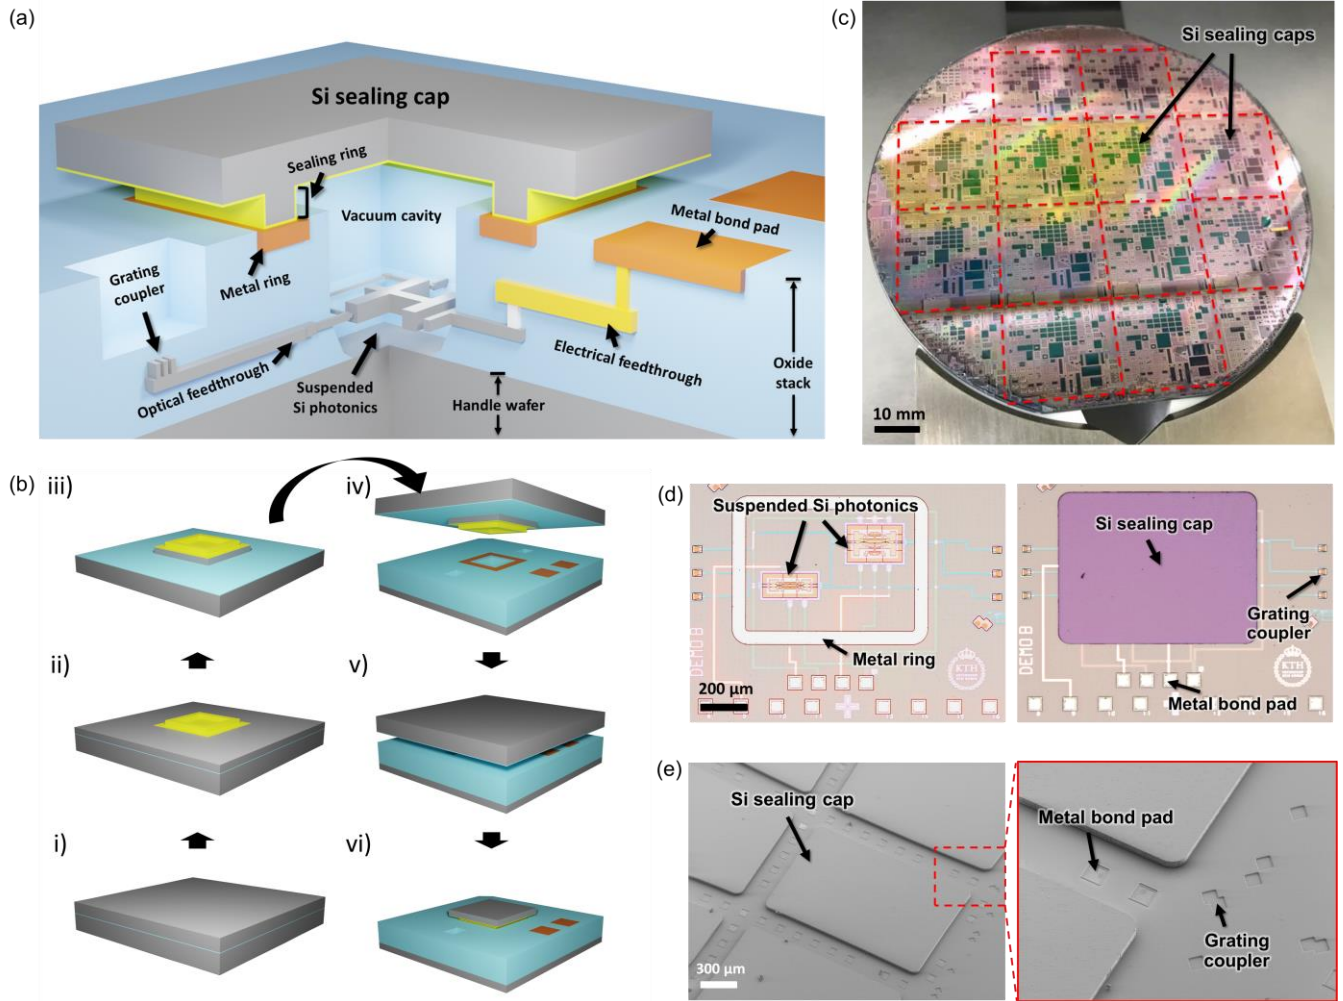 (a)
Si sealing cap
Sealing ring
Vacuum cavity
Metal bond pad
Grating
coupler
Metal ring
Optical feedthrough
Suspended
Si photonics
Electrical feedthrough
Handle wafer
Oxide
stack
(b)
iii)
iv)
ii)
v)
i)
vi)
(c)
Si sealing caps
10 mm
(d)
Suspended Si photonics
Metal ring
DEMO B
KTH
200 µm
Si sealing cap
Grating
coupler
DEMO B
KTH
Metal bond pad
(e)
Si sealing cap
300 µm
Metal bond pad
Grating
coupler